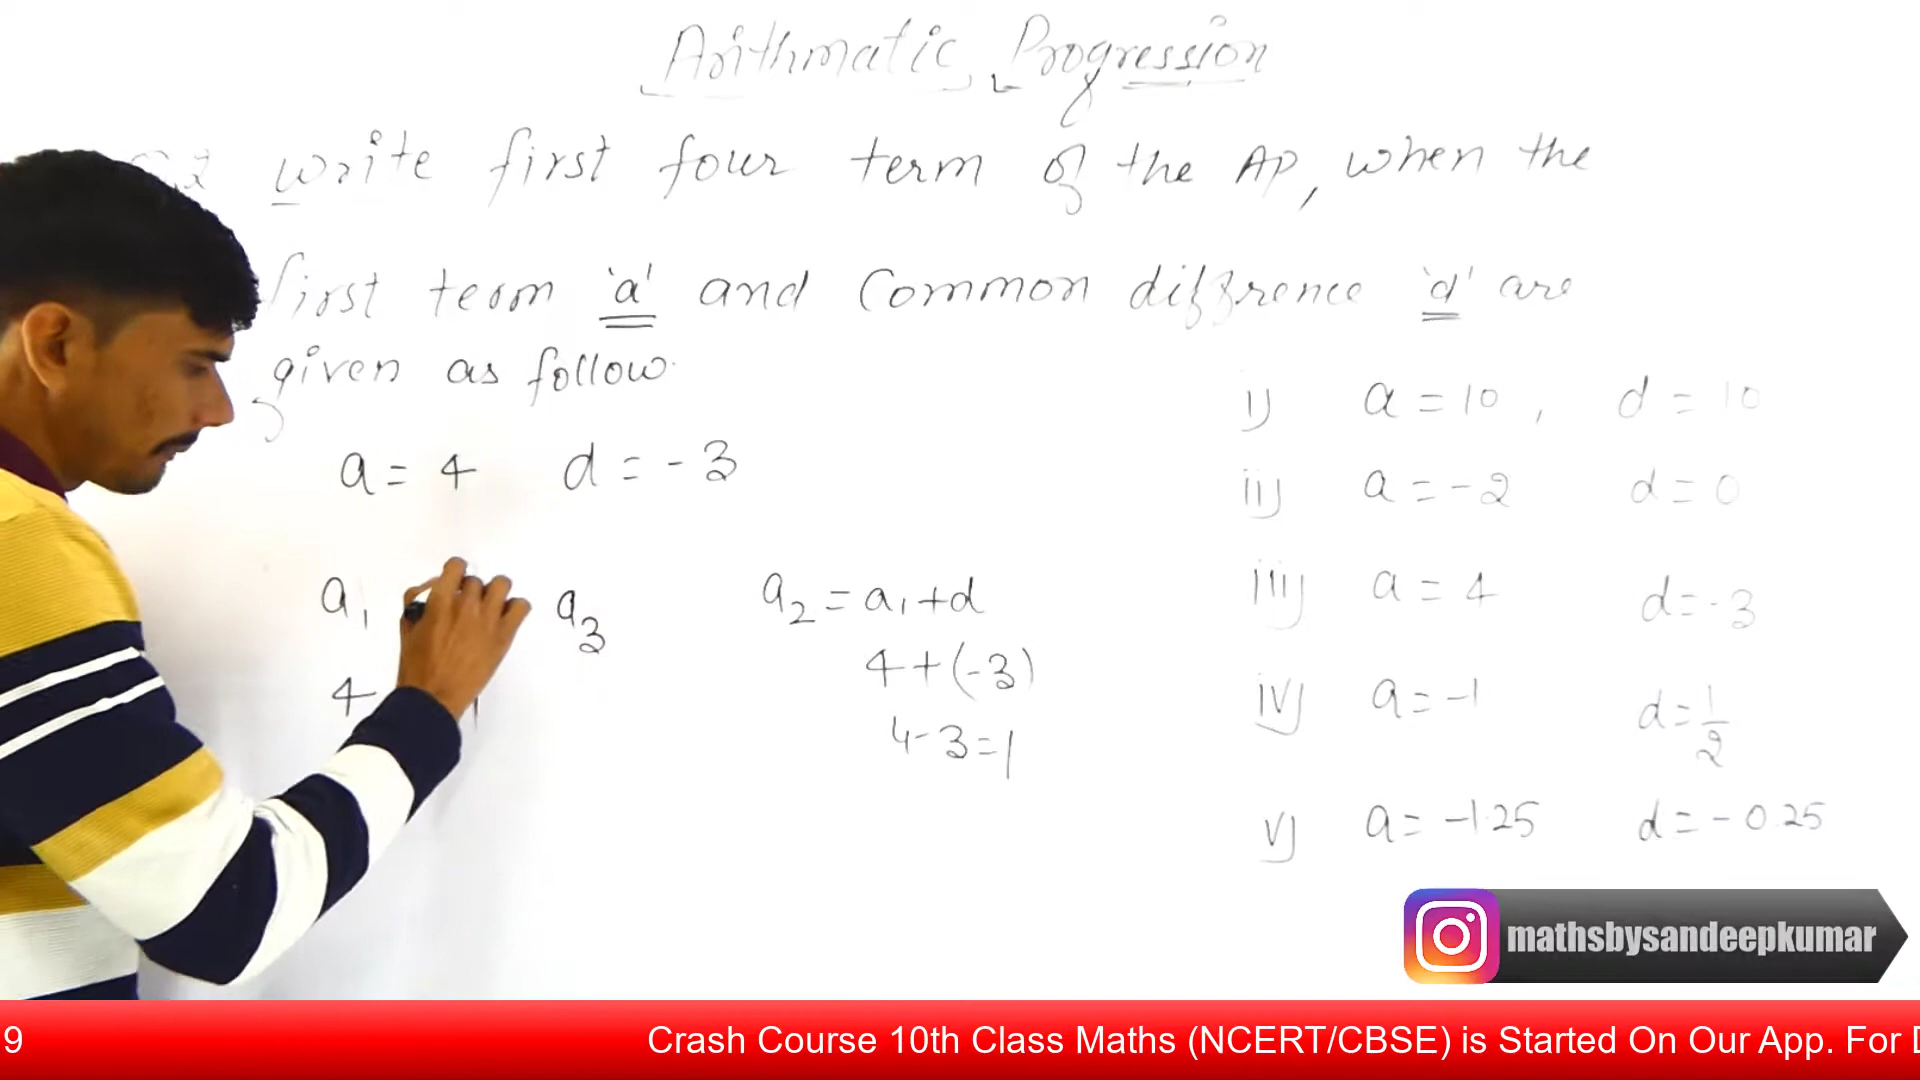 Arithmatic Progression
Write first four term of the AP, when the
first term 'a' and Common diffrence 'd' are
given as follow.
a = 4 d = -3
a1 a3
4 1
a2 = a1+d
4+(-3)
4-3=1
i) a = 10 , d = 10
ii) a = -2 d = 0
iii) a = 4 d = -3
iv) a = -1 d = 1/2
v) a = -1.25 d = -0.25
mathsbysandeepkumar
9 Crash Course 10th Class Maths (NCERT/CBSE) is Started On Our App. For